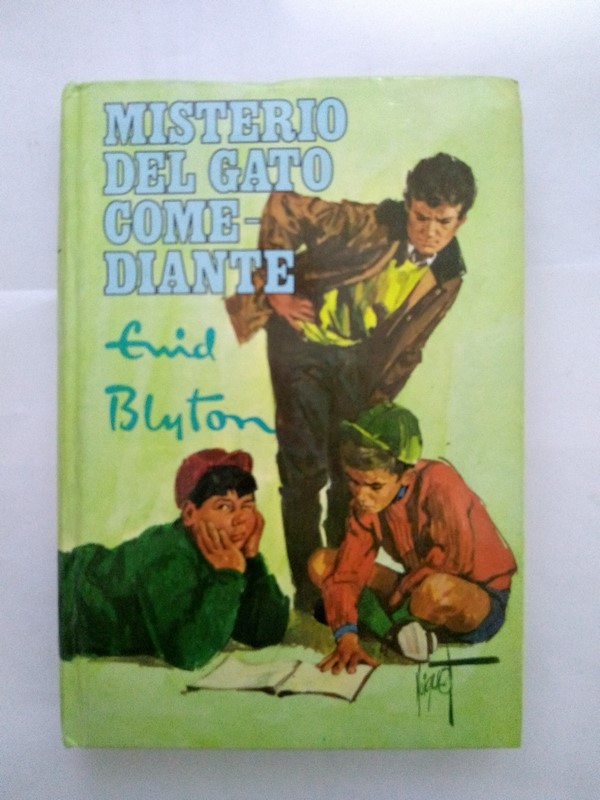 MISTERIO
DEL GATO
COME-
DIANTE
Enid
Blyton